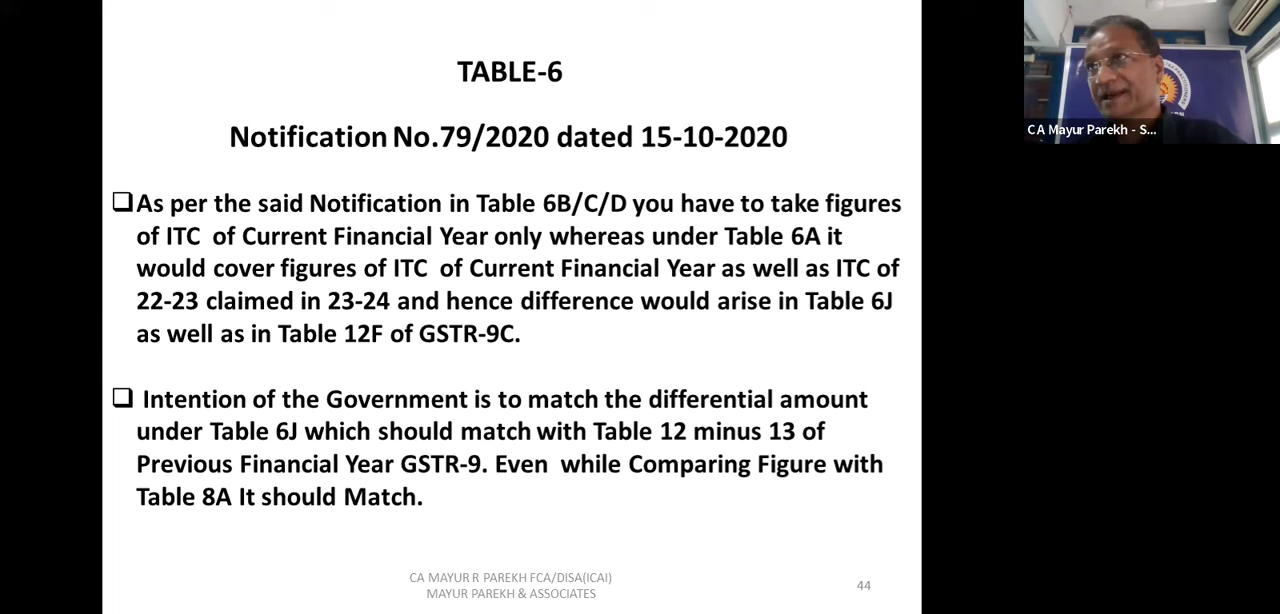 TABLE-6
Notification No.79/2020 dated 15-10-2020
❑As per the said Notification in Table 6B/C/D you have to take figures
of ITC of Current Financial Year only whereas under Table 6A it
would cover figures of ITC of Current Financial Year as well as ITC of
22-23 claimed in 23-24 and hence difference would arise in Table 6J
as well as in Table 12F of GSTR-9C.
❑ Intention of the Government is to match the differential amount
under Table 6J which should match with Table 12 minus 13 of
Previous Financial Year GSTR-9. Even while Comparing Figure with
Table 8A It should Match.
CA MAYUR R PAREKH FCA/DISA(ICAI)
MAYUR PAREKH & ASSOCIATES
44
C A Mayur Parekh - S...